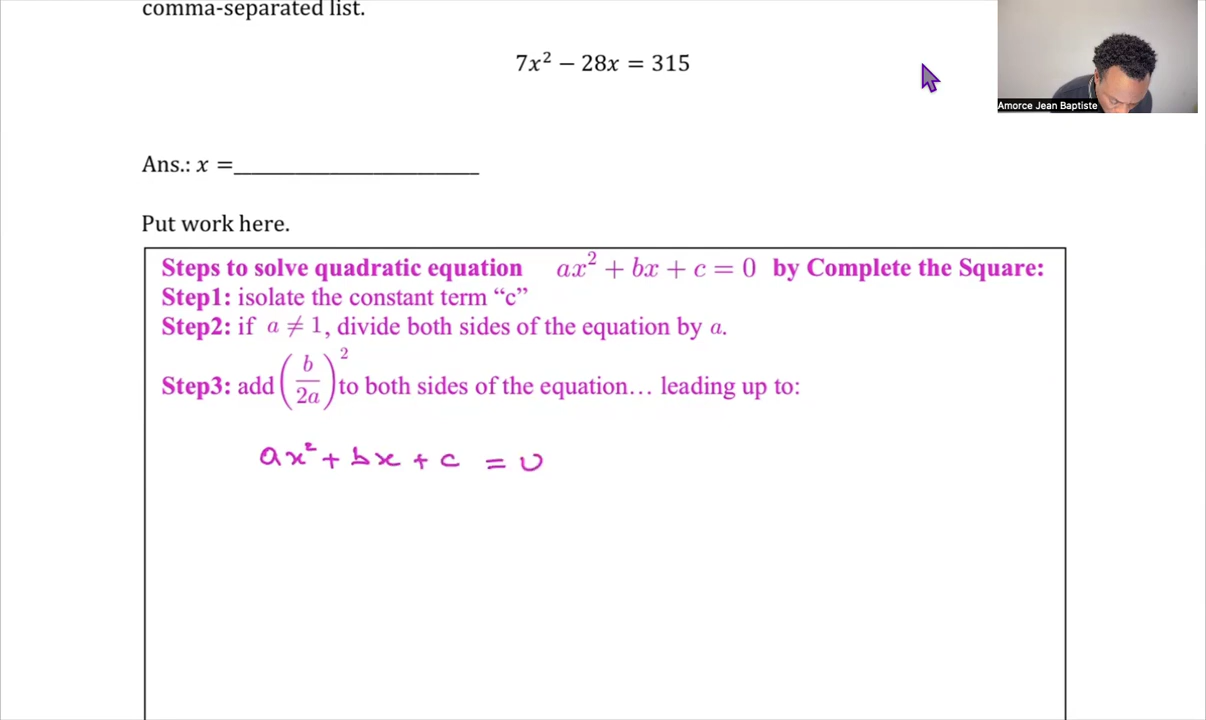 comma-separated list.
7x² − 28x = 315
Amorce Jean Baptiste
Ans.: x =____________________
Put work here.
Steps to solve quadratic equation ax² + bx + c = 0 by Complete the Square:
Step1: isolate the constant term “c”
Step2: if a ≠ 1, divide both sides of the equation by a.
Step3: add (b/2a)² to both sides of the equation… leading up to:
ax² + bx + c = 0